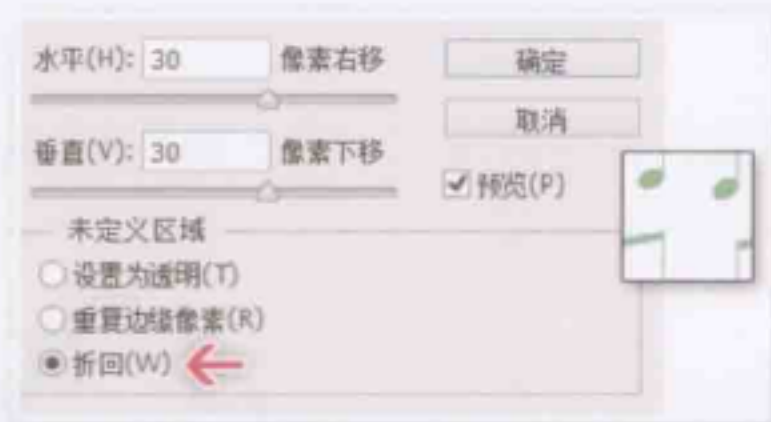 水平(H): 30 像素右移 确定
取消
垂直(V): 30 像素下移
预览(P)
未定义区域
设置为透明(T)
重复边缘像素(R)
折回(W)